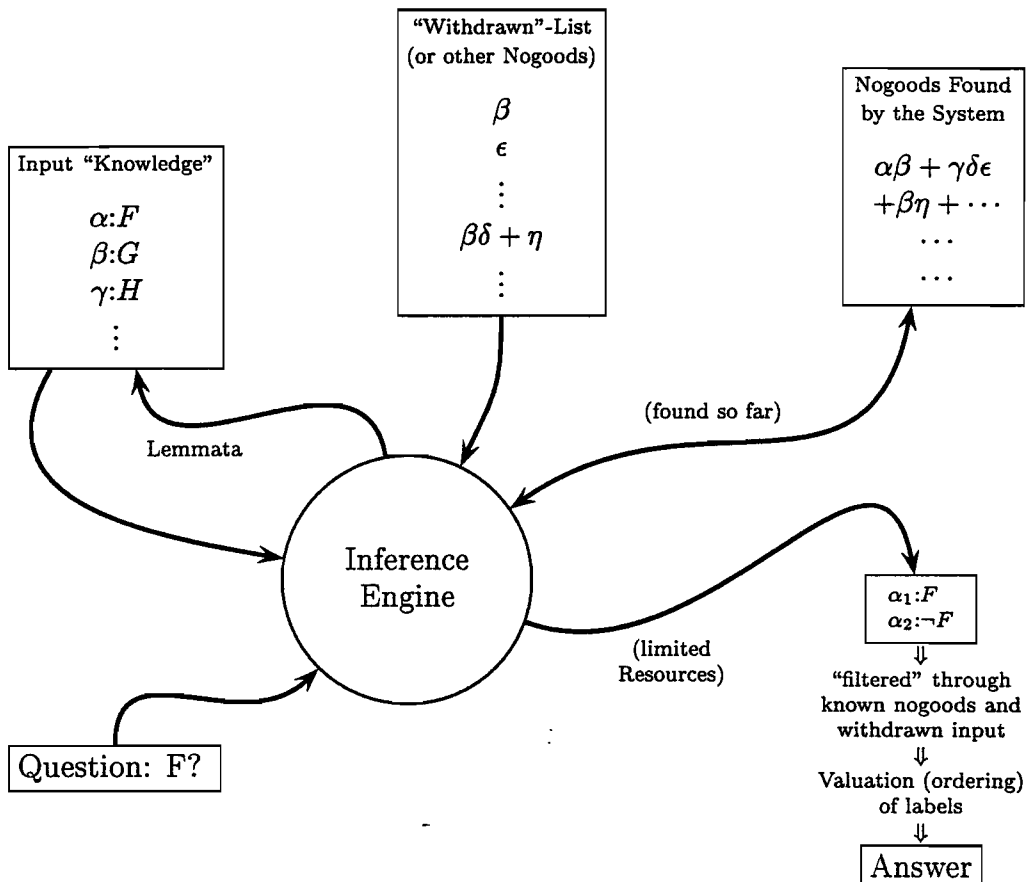 "Withdrawn"-List
(or other Nogoods)
β
ϵ
⋮
βδ + η
⋮
Nogoods Found
by the System
αβ + γδϵ
+βη + ···
···
···
Input "Knowledge"
α:F
β:G
γ:H
⋮
Lemmata
(found so far)
Inference
Engine
(limited
Resources)
α₁:F
α₂:¬F
⇓
"filtered" through
known nogoods and
withdrawn input
⇓
Valuation (ordering)
of labels
⇓
Answer
Question: F?